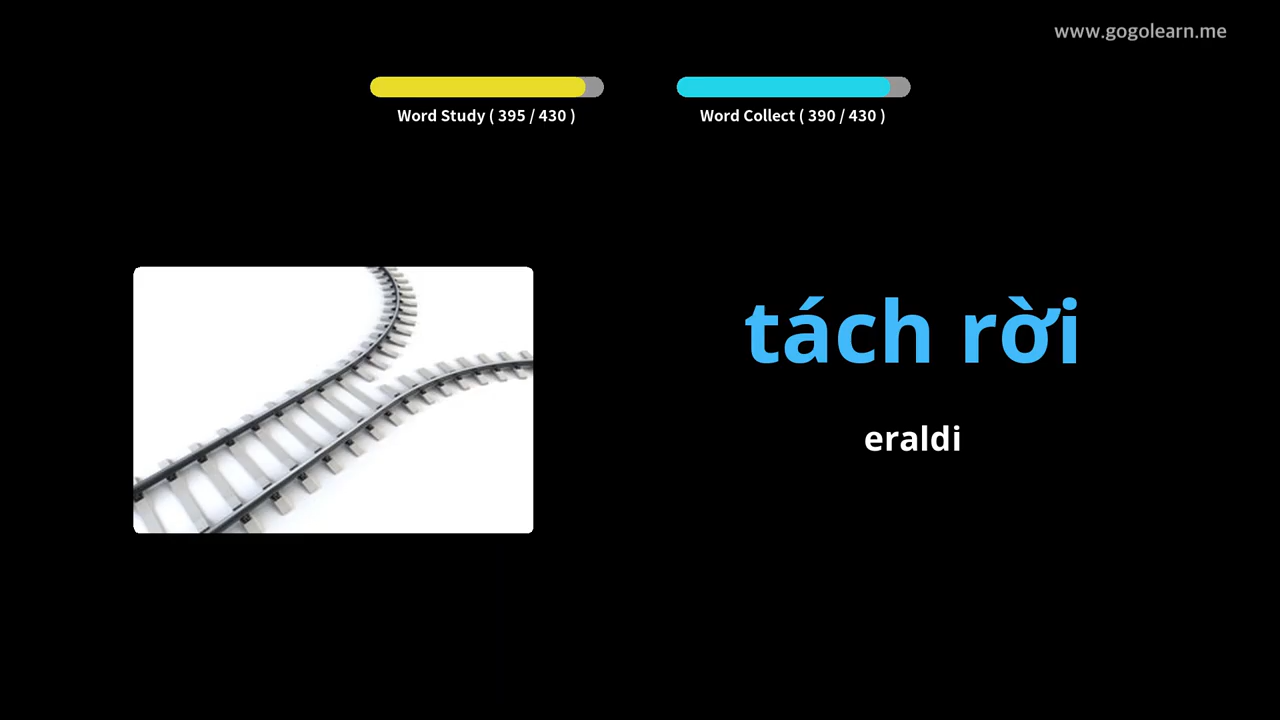 www.gogolearn.me
Word Study ( 395 / 430 )
Word Collect ( 390 / 430 )
tách rời
eraldi